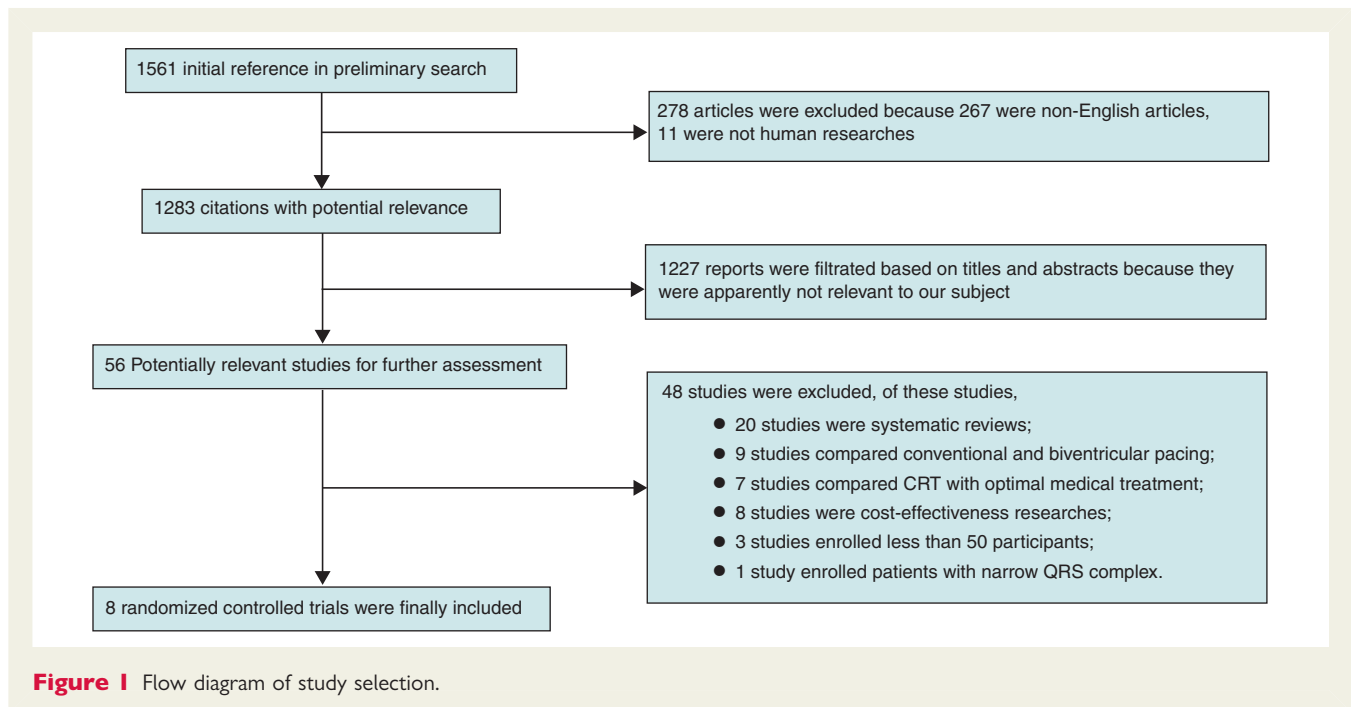 1561 initial reference in preliminary search
278 articles were excluded because 267 were non-English articles,
11 were not human researches
1283 citations with potential relevance
1227 reports were filtrated based on titles and abstracts because they
were apparently not relevant to our subject
56 Potentially relevant studies for further assessment
48 studies were excluded, of these studies,
● 20 studies were systematic reviews;
● 9 studies compared conventional and biventricular pacing;
● 7 studies compared CRT with optimal medical treatment;
● 8 studies were cost-effectiveness researches;
● 3 studies enrolled less than 50 participants;
● 1 study enrolled patients with narrow QRS complex.
8 randomized controlled trials were finally included
Figure 1 Flow diagram of study selection.